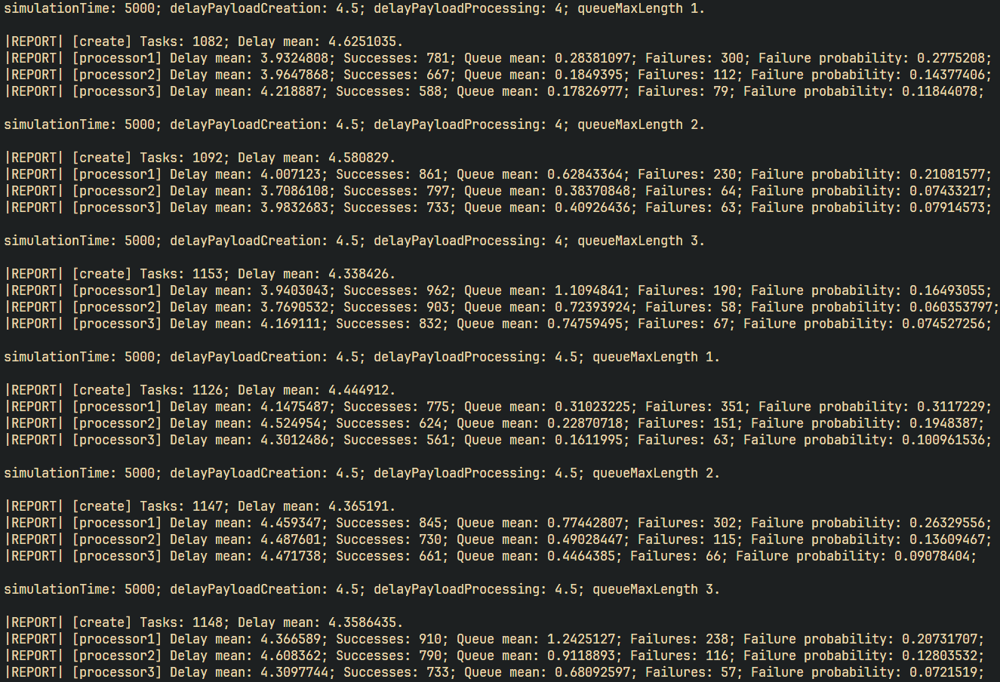 simulationTime: 5000; delayPayloadCreation: 4.5; delayPayloadProcessing: 4; queueMaxLength 1.
|REPORT| [create] Tasks: 1082; Delay mean: 4.6251035.
|REPORT| [processor1] Delay mean: 3.9324808; Successes: 781; Queue mean: 0.28381097; Failures: 300; Failure probability: 0.2775208;
|REPORT| [processor2] Delay mean: 3.9647868; Successes: 667; Queue mean: 0.1849395; Failures: 112; Failure probability: 0.14377406;
|REPORT| [processor3] Delay mean: 4.218887; Successes: 588; Queue mean: 0.17826977; Failures: 79; Failure probability: 0.11844078;
simulationTime: 5000; delayPayloadCreation: 4.5; delayPayloadProcessing: 4; queueMaxLength 2.
|REPORT| [create] Tasks: 1092; Delay mean: 4.580829.
|REPORT| [processor1] Delay mean: 4.007123; Successes: 861; Queue mean: 0.62843364; Failures: 230; Failure probability: 0.21081577;
|REPORT| [processor2] Delay mean: 3.7086108; Successes: 797; Queue mean: 0.38370848; Failures: 64; Failure probability: 0.07433217;
|REPORT| [processor3] Delay mean: 3.9832683; Successes: 733; Queue mean: 0.40926436; Failures: 63; Failure probability: 0.07914573;
simulationTime: 5000; delayPayloadCreation: 4.5; delayPayloadProcessing: 4; queueMaxLength 3.
|REPORT| [create] Tasks: 1153; Delay mean: 4.338426.
|REPORT| [processor1] Delay mean: 3.9403043; Successes: 962; Queue mean: 1.1094841; Failures: 190; Failure probability: 0.16493055;
|REPORT| [processor2] Delay mean: 3.7690532; Successes: 903; Queue mean: 0.72393924; Failures: 58; Failure probability: 0.060353797;
|REPORT| [processor3] Delay mean: 4.169111; Successes: 832; Queue mean: 0.74759495; Failures: 67; Failure probability: 0.074527256;
simulationTime: 5000; delayPayloadCreation: 4.5; delayPayloadProcessing: 4.5; queueMaxLength 1.
|REPORT| [create] Tasks: 1126; Delay mean: 4.444912.
|REPORT| [processor1] Delay mean: 4.1475487; Successes: 775; Queue mean: 0.31023225; Failures: 351; Failure probability: 0.3117229;
|REPORT| [processor2] Delay mean: 4.524954; Successes: 624; Queue mean: 0.22870718; Failures: 151; Failure probability: 0.1948387;
|REPORT| [processor3] Delay mean: 4.3012486; Successes: 561; Queue mean: 0.1611995; Failures: 63; Failure probability: 0.100961536;
simulationTime: 5000; delayPayloadCreation: 4.5; delayPayloadProcessing: 4.5; queueMaxLength 2.
|REPORT| [create] Tasks: 1147; Delay mean: 4.365191.
|REPORT| [processor1] Delay mean: 4.459347; Successes: 845; Queue mean: 0.77442807; Failures: 302; Failure probability: 0.26329556;
|REPORT| [processor2] Delay mean: 4.487601; Successes: 730; Queue mean: 0.49028447; Failures: 115; Failure probability: 0.13609467;
|REPORT| [processor3] Delay mean: 4.471738; Successes: 661; Queue mean: 0.4464385; Failures: 66; Failure probability: 0.09078404;
simulationTime: 5000; delayPayloadCreation: 4.5; delayPayloadProcessing: 4.5; queueMaxLength 3.
|REPORT| [create] Tasks: 1148; Delay mean: 4.3586435.
|REPORT| [processor1] Delay mean: 4.366589; Successes: 910; Queue mean: 1.2425127; Failures: 238; Failure probability: 0.20731707;
|REPORT| [processor2] Delay mean: 4.608362; Successes: 790; Queue mean: 0.9118893; Failures: 116; Failure probability: 0.12803532;
|REPORT| [processor3] Delay mean: 4.3097744; Successes: 733; Queue mean: 0.68092597; Failures: 57; Failure probability: 0.0721519;